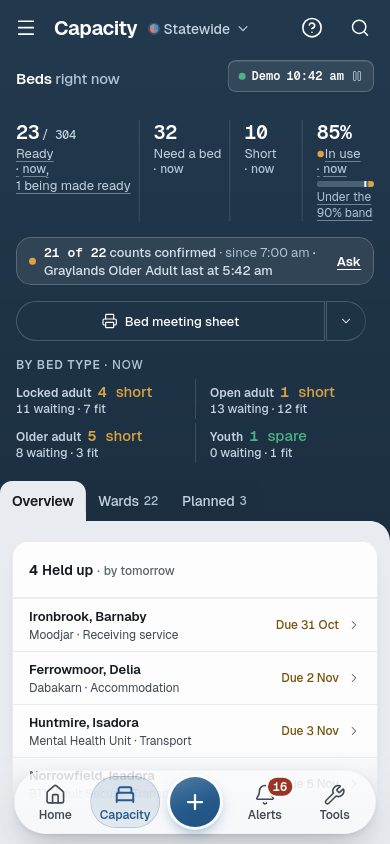 Capacity Statewide
Beds right now
Demo 10:42 am
23 / 304
Ready
· now,
1 being made ready
32
Need a bed
· now
10
Short
· now
85%
In use
· now
Under the
90% band
21 of 22 counts confirmed · since 7:00 am ·
Graylands Older Adult last at 5:42 am
Ask
Bed meeting sheet
BY BED TYPE · NOW
Locked adult 4 short
11 waiting · 7 fit
Open adult 1 short
13 waiting · 12 fit
Older adult 5 short
8 waiting · 3 fit
Youth 1 spare
0 waiting · 1 fit
Overview Wards 22 Planned 3
4 Held up · by tomorrow
Ironbrook, Barnaby
Moodjar · Receiving service
Due 31 Oct
Ferrowmoor, Delia
Dabakarn · Accommodation
Due 2 Nov
Huntmire, Isadora
Mental Health Unit · Transport
Due 3 Nov
Norrowfield, Isadora
Due 5 Nov
Home
Capacity
16
Alerts
Tools